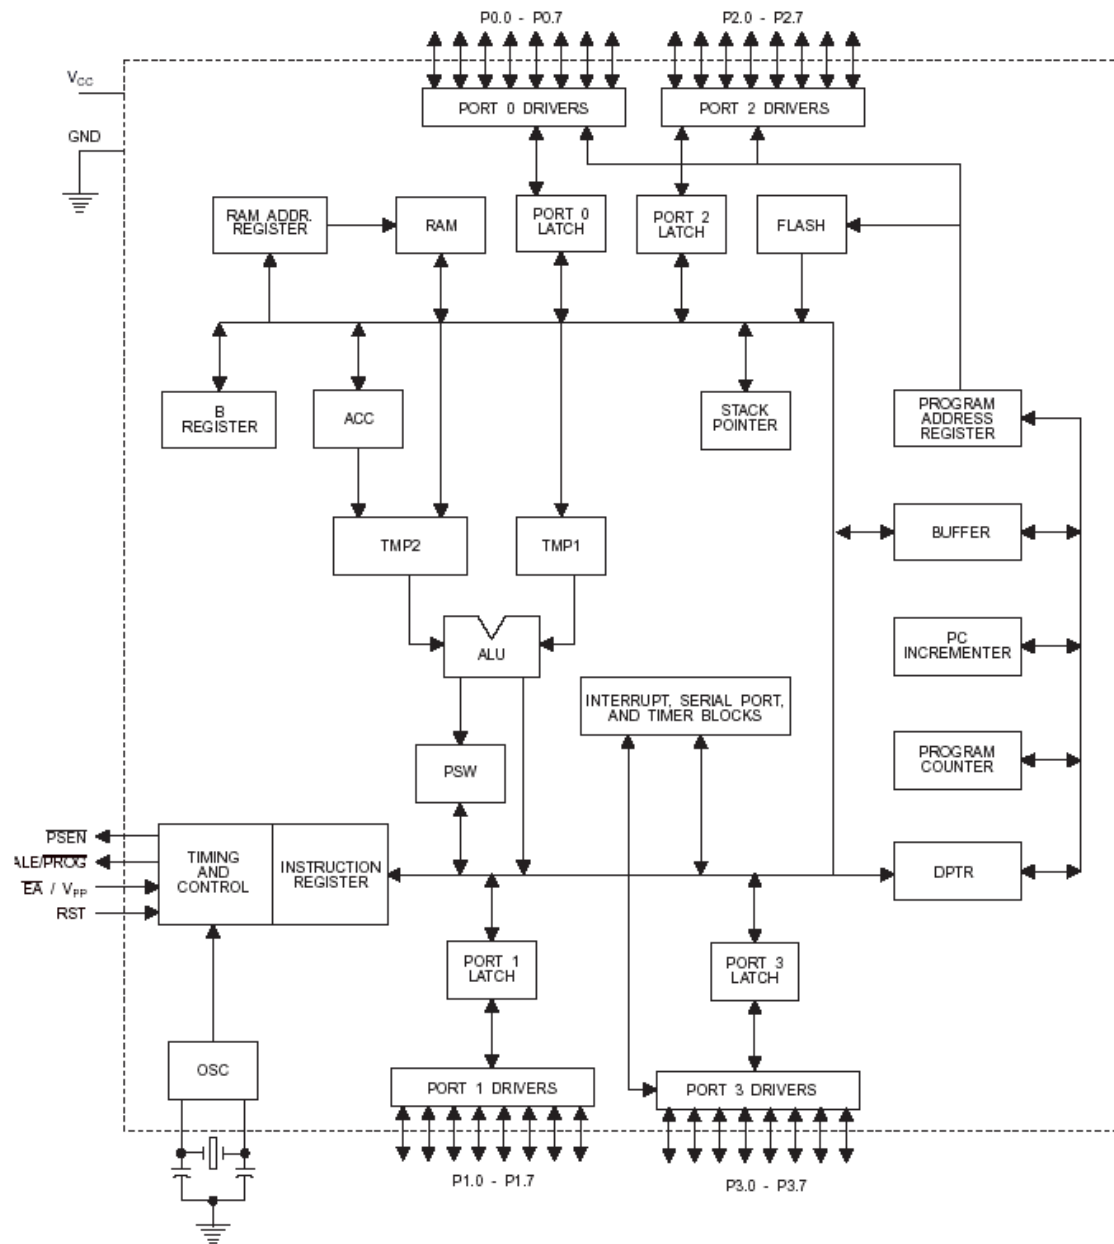 P0.0 - P0.7
P2.0 - P2.7
VCC
GND
PORT 0 DRIVERS
PORT 2 DRIVERS
RAM ADDR.
REGISTER
RAM
PORT 0
LATCH
PORT 2
LATCH
FLASH
B
REGISTER
ACC
STACK
POINTER
PROGRAM
ADDRESS
REGISTER
TMP2
TMP1
BUFFER
ALU
PC
INCREMENTER
INTERRUPT, SERIAL PORT,
AND TIMER BLOCKS
PSW
PROGRAM
COUNTER
PSEN
ALE/PROG
EA / VPP
RST
TIMING
AND
CONTROL
INSTRUCTION
REGISTER
DPTR
PORT 1
LATCH
PORT 3
LATCH
OSC
PORT 1 DRIVERS
PORT 3 DRIVERS
P1.0 - P1.7
P3.0 - P3.7